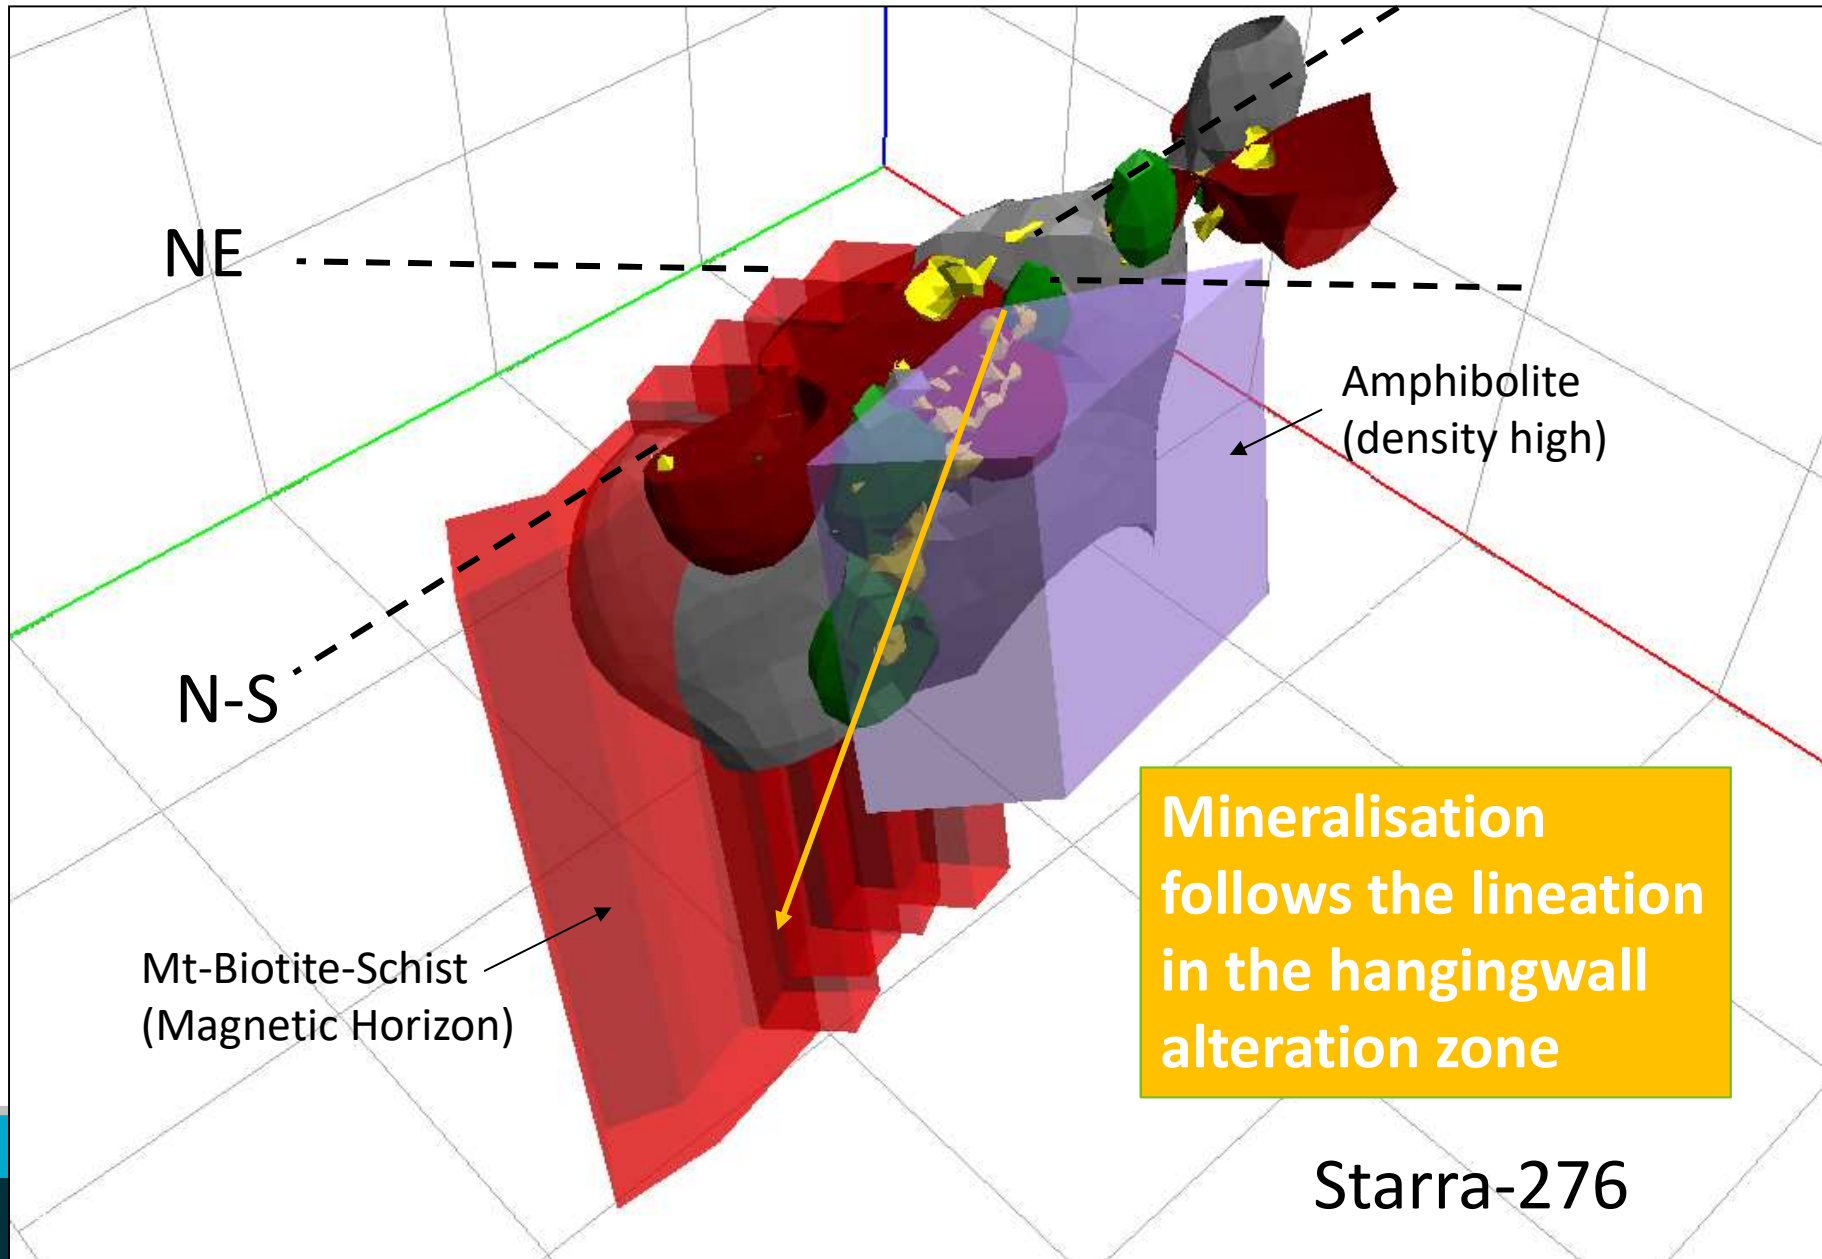 NE
Amphibolite
(density high)
N-S
Mineralisation
follows the lineation
in the hangingwall
alteration zone
Mt-Biotite-Schist
(Magnetic Horizon)
Starra-276